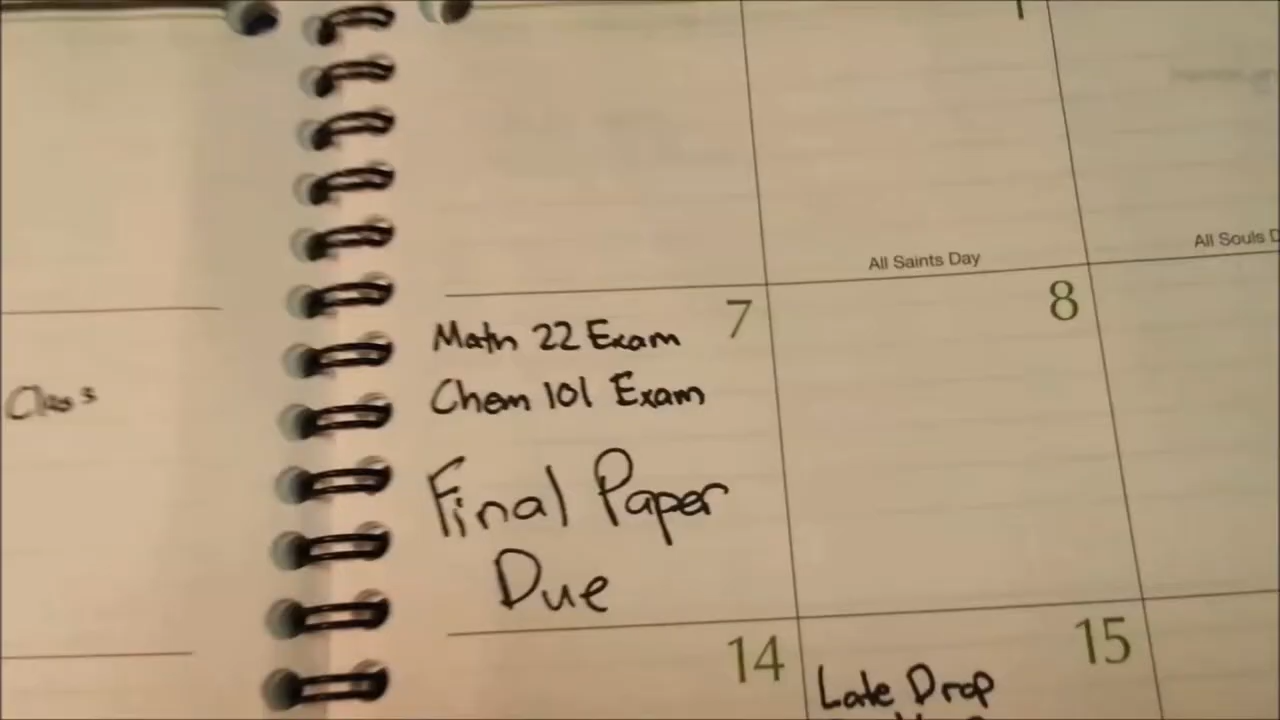 All Saints Day
All Souls
7
8
Math 22 Exam
Chem 101 Exam
Final Paper
Due
Class
14
15
Late Drop